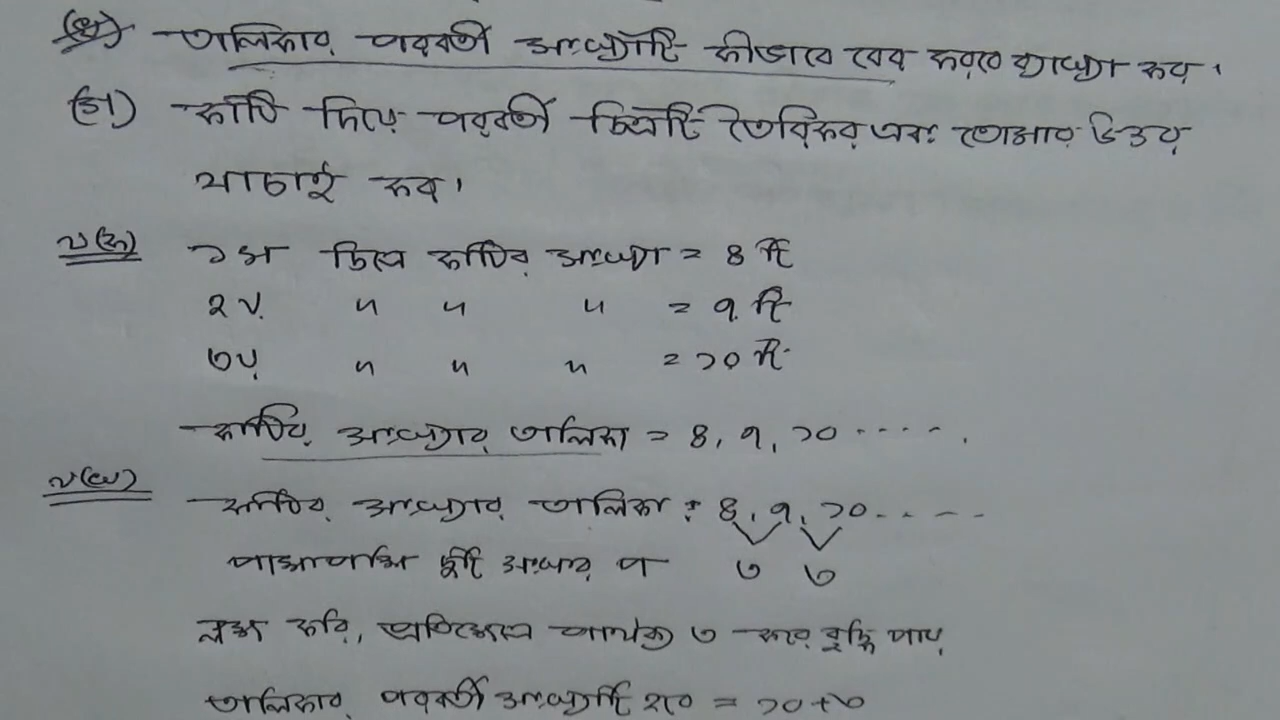 (খ) তালিকার পরবর্তী সংখ্যাটি কীভাবে বের করবে ব্যাখ্যা কর।
(গ) কাঠি দিয়ে পরবর্তী চিত্রটি তৈরি কর এবং তোমার উত্তর
যাচাই কর।
১ম চিত্রে কাঠির সংখ্যা = ৪ টি
২য় " " " = ৭ টি
৩য় " " " = ১০ টি
কাঠির সংখ্যার তালিকা = ৪, ৭, ১০ .....
কাঠির সংখ্যার তালিকা : ৪, ৭, ১০ .....
পাশাপাশি দুটি সংখ্যার প ৩ ৩
লক্ষ করি, প্রতিক্ষেত্রে পার্থক্য ৩ করে বৃদ্ধি পায়
তালিকার পরবর্তী সংখ্যাটি হবে = ১০ + ৩